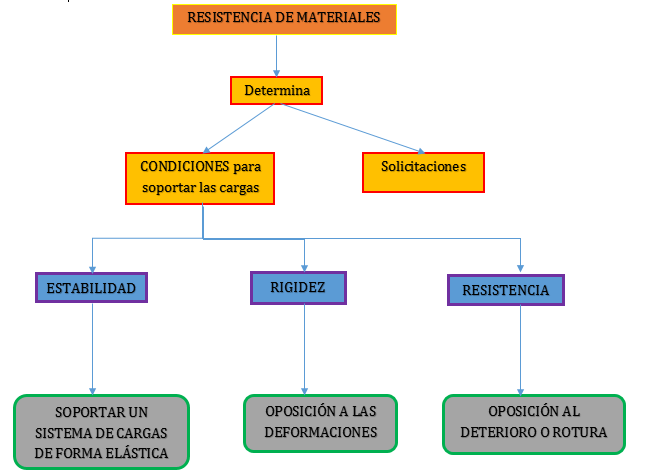 RESISTENCIA DE MATERIALES
Determina
CONDICIONES para
soportar las cargas
Solicitaciones
ESTABILIDAD
RIGIDEZ
RESISTENCIA
SOPORTAR UN
SISTEMA DE CARGAS
DE FORMA ELÁSTICA
OPOSICIÓN A LAS
DEFORMACIONES
OPOSICIÓN AL
DETERIORO O ROTURA